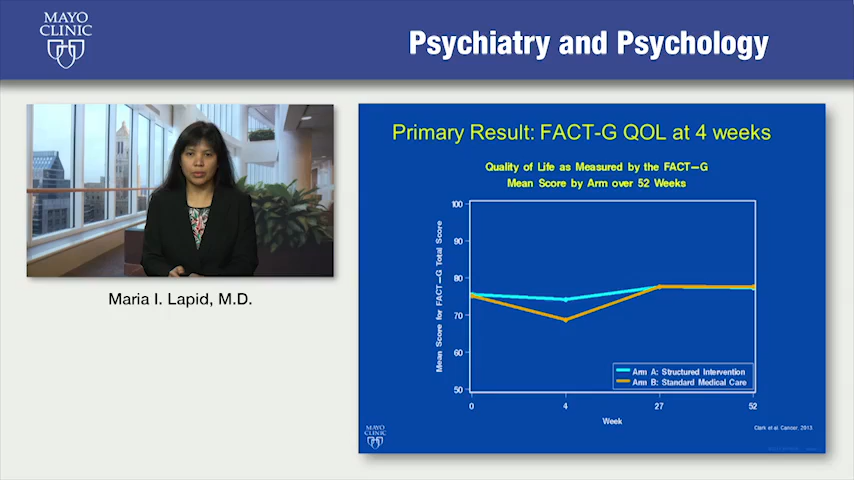 MAYO
CLINIC
Psychiatry and Psychology
Maria I. Lapid, M.D.
Primary Result: FACT-G QOL at 4 weeks
Quality of Life as Measured by the FACT–G
Mean Score by Arm over 52 Weeks
Mean Score for FACT–G Total Score
100
90
80
70
60
50
Arm A: Structured Intervention
Arm B: Standard Medical Care
0 4 27 52
Week
Clark et al. Cancer, 2013
MAYO
CLINIC